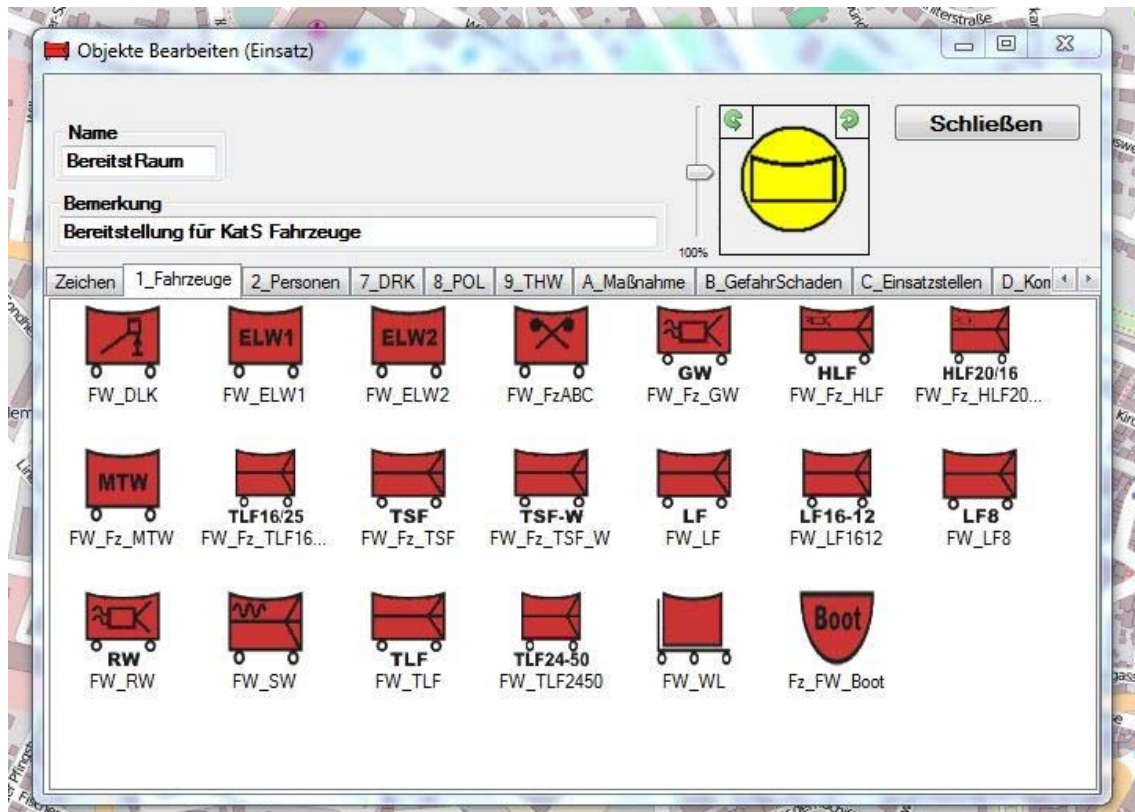 niterstraße
Objekte Bearbeiten (Einsatz)
Name
BereitstRaum
Schließen
Bemerkung
Bereitstellung für KatS Fahrzeuge
100%
Zeichen 1_Fahrzeuge 2_Personen 7_DRK 8_POL 9_THW A_Maßnahme B_GefahrSchaden C_Einsatzstellen D_Kon
ELW1 ELW2 GW HLF HLF20/16
FW_DLK FW_ELW1 FW_ELW2 FW_FzABC FW_Fz_GW FW_Fz_HLF FW_Fz_HLF20...
MTW TLF16/25 TSF TSF-W LF LF16-12 LF8
FW_Fz_MTW FW_Fz_TLF16... FW_Fz_TSF FW_Fz_TSF_W FW_LF FW_LF1612 FW_LF8
RW TLF TLF24-50 Boot
FW_RW FW_SW FW_TLF FW_TLF2450 FW_WL Fz_FW_Boot